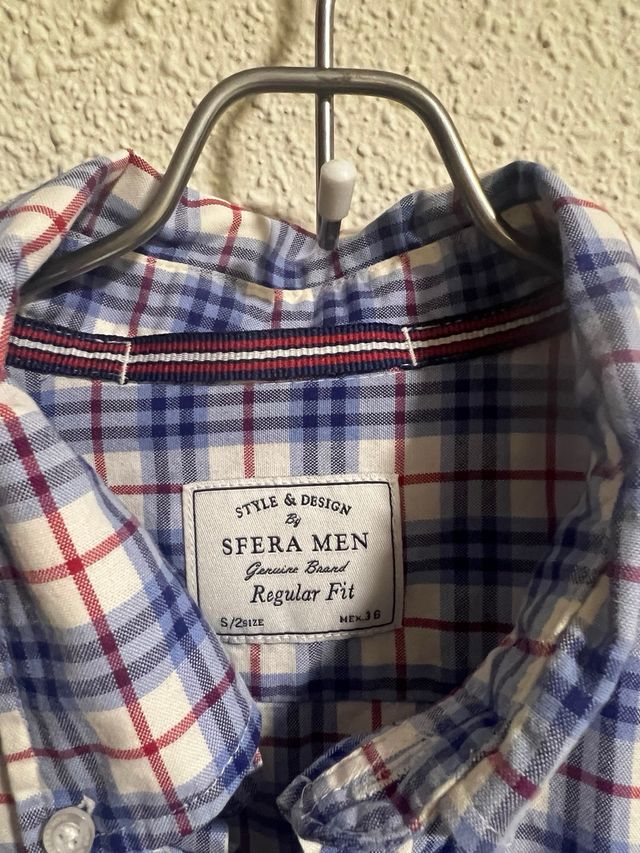 STYLE & DESIGN
By
SFERA MEN
Genuine Brand
Regular Fit
S/2SIZE MEX.36